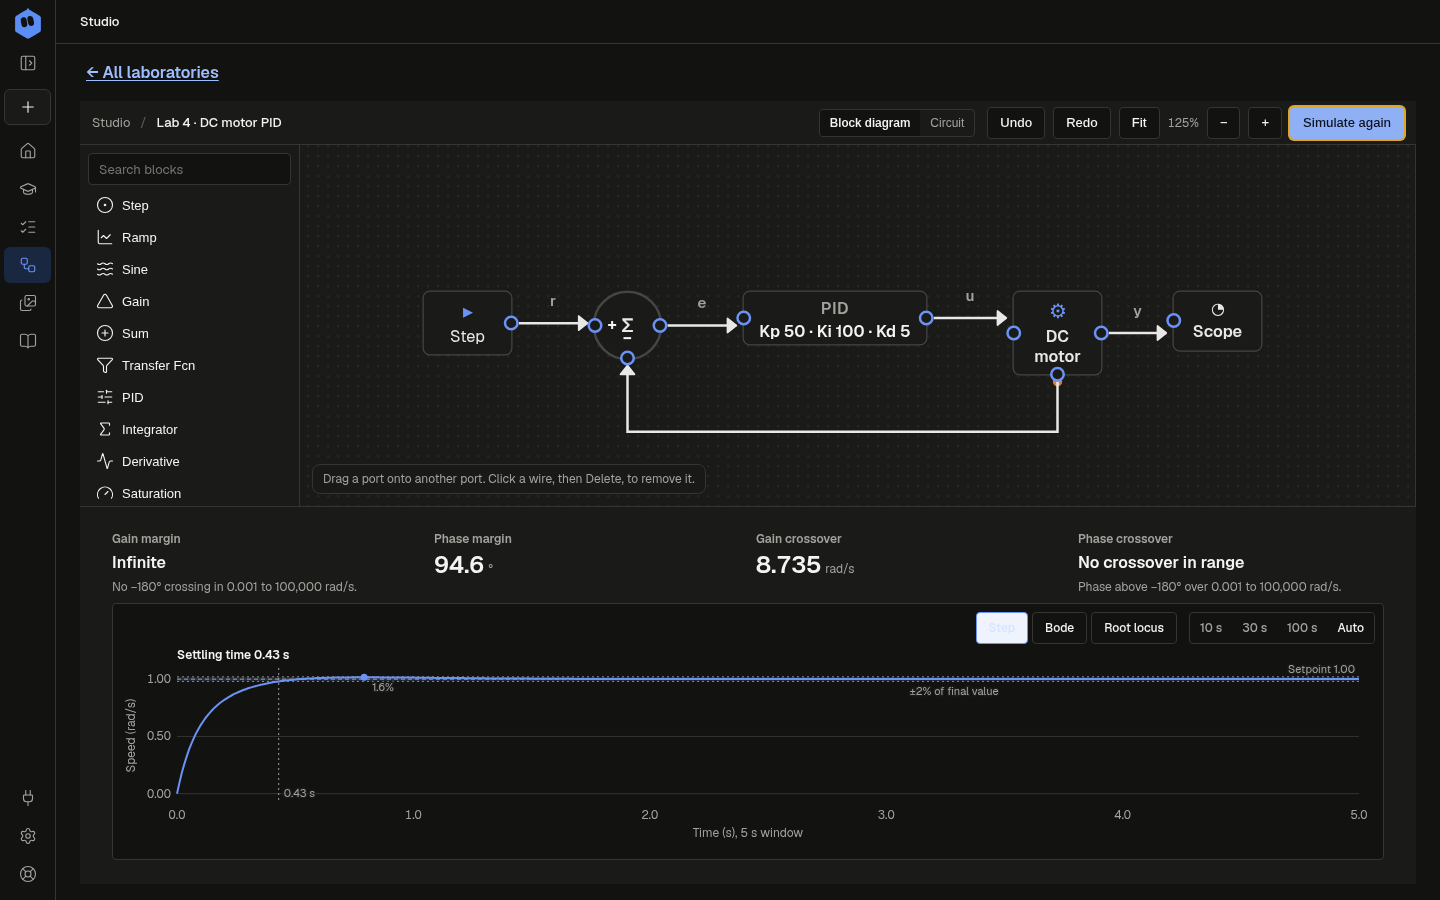 Studio
← All laboratories
Studio / Lab 4 · DC motor PID
Block diagram
Circuit
Undo
Redo
Fit
125%
−
+
Simulate again
Search blocks
Step
Ramp
Sine
Gain
Sum
Transfer Fcn
PID
Integrator
Derivative
Saturation
Step
r
+ Σ
−
e
PID
Kp 50 · Ki 100 · Kd 5
u
DC
motor
y
Scope
Drag a port onto another port. Click a wire, then Delete, to remove it.
Gain margin
Infinite
No −180° crossing in 0.001 to 100,000 rad/s.
Phase margin
94.6 °
Gain crossover
8.735 rad/s
Phase crossover
No crossover in range
Phase above −180° over 0.001 to 100,000 rad/s.
Step
Bode
Root locus
10 s
30 s
100 s
Auto
Settling time 0.43 s
Setpoint 1.00
1.00
1.6%
±2% of final value
Speed (rad/s)
0.50
0.00
0.43 s
0.0
1.0
2.0
3.0
4.0
5.0
Time (s), 5 s window